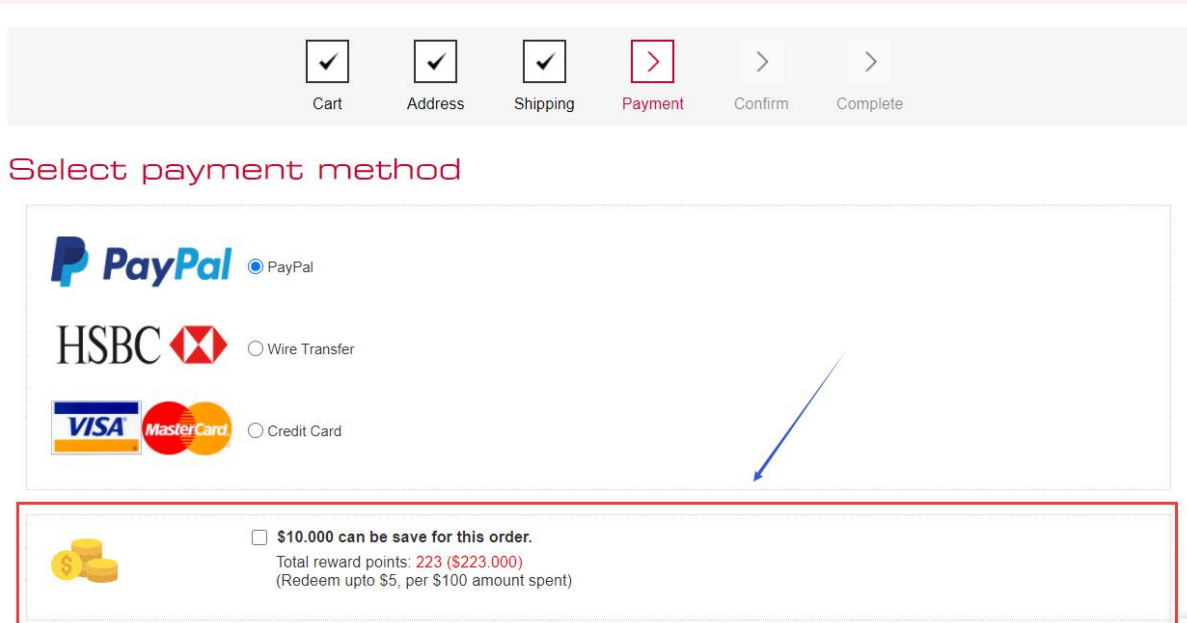 Cart Address Shipping Payment Confirm Complete
Select payment method
PayPal PayPal
HSBC Wire Transfer
VISA MasterCard Credit Card
$ $10.000 can be save for this order.
Total reward points: 223 ($223.000)
(Redeem upto $5, per $100 amount spent)